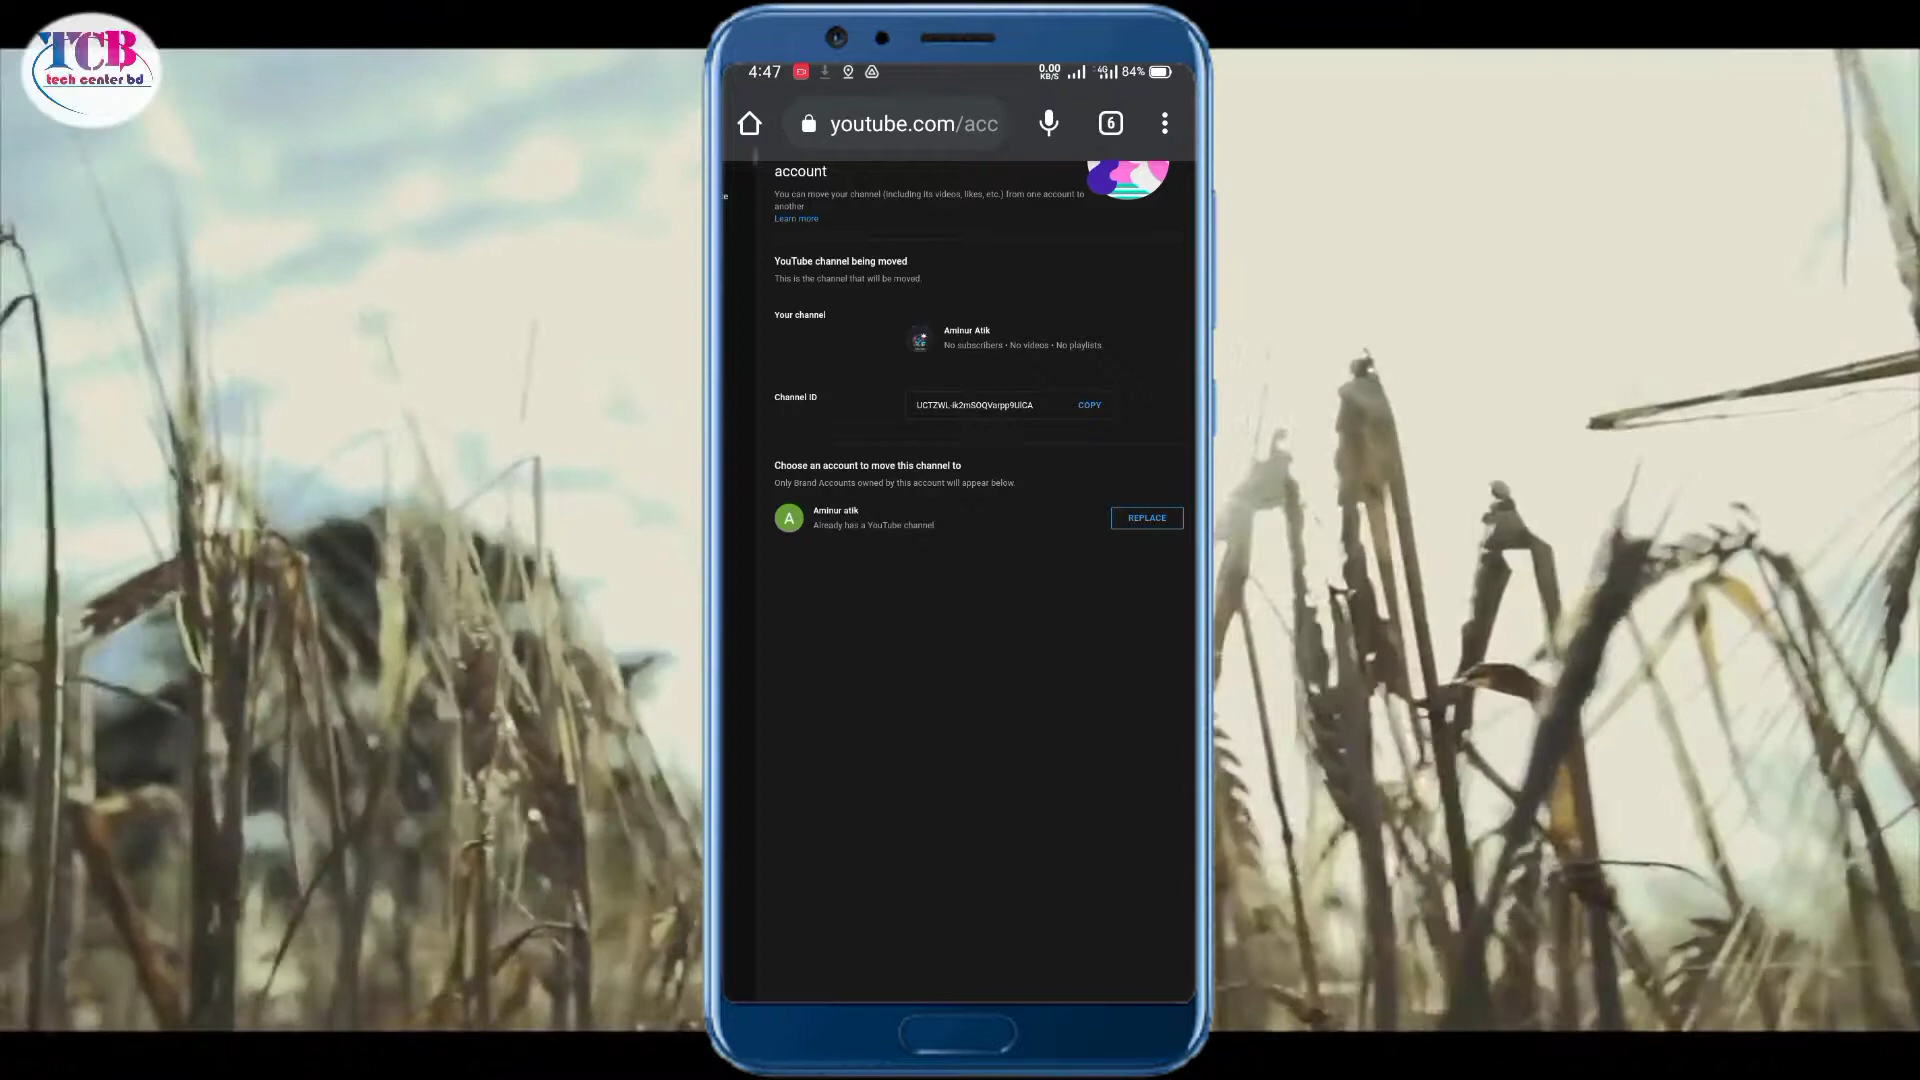 TCB
tech center bd
4:47
0.00
KB/S
4G
84%
youtube.com/acc
6
account
You can move your channel (including its videos, likes, etc.) from one account to
another
Learn more
YouTube channel being moved
This is the channel that will be moved.
Your channel
Aminur Atik
No subscribers • No videos • No playlists
Channel ID
UCTZWL-ik2mSOQVarpp9UlCA
COPY
Choose an account to move this channel to
Only Brand Accounts owned by this account will appear below.
A
Aminur atik
Already has a YouTube channel
REPLACE